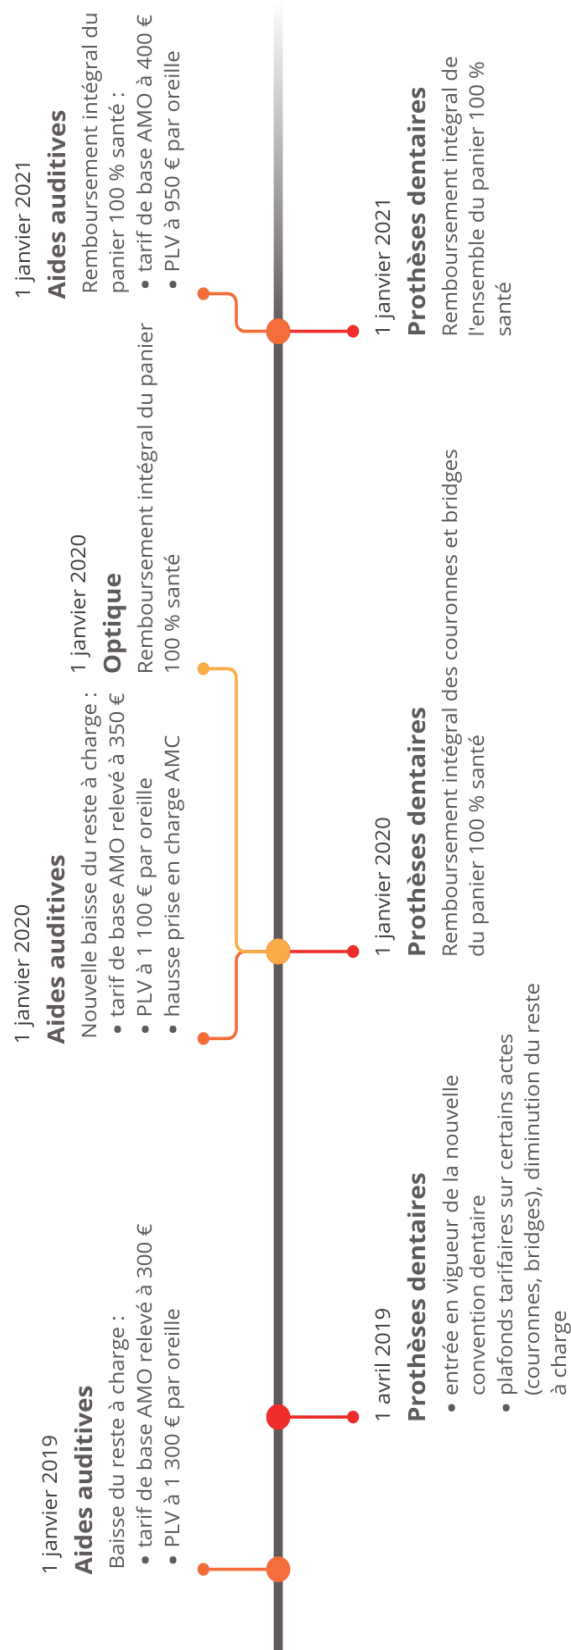 1 janvier 2019
Aides auditives
Baisse du reste à charge :
• tarif de base AMO relevé à 300 €
• PLV à 1 300 € par oreille
1 avril 2019
Prothèses dentaires
• entrée en vigueur de la nouvelle
convention dentaire
• plafonds tarifaires sur certains actes
(couronnes, bridges), diminution du reste
à charge
1 janvier 2020
Aides auditives
Nouvelle baisse du reste à charge :
• tarif de base AMO relevé à 350 €
• PLV à 1 100 € par oreille
• hausse prise en charge AMC
1 janvier 2020
Optique
Remboursement intégral du panier
100 % santé
1 janvier 2020
Prothèses dentaires
Remboursement intégral des couronnes et bridges
du panier 100 % santé
1 janvier 2021
Aides auditives
Remboursement intégral du
panier 100 % santé :
• tarif de base AMO à 400 €
• PLV à 950 € par oreille
1 janvier 2021
Prothèses dentaires
Remboursement intégral de
l'ensemble du panier 100 %
santé